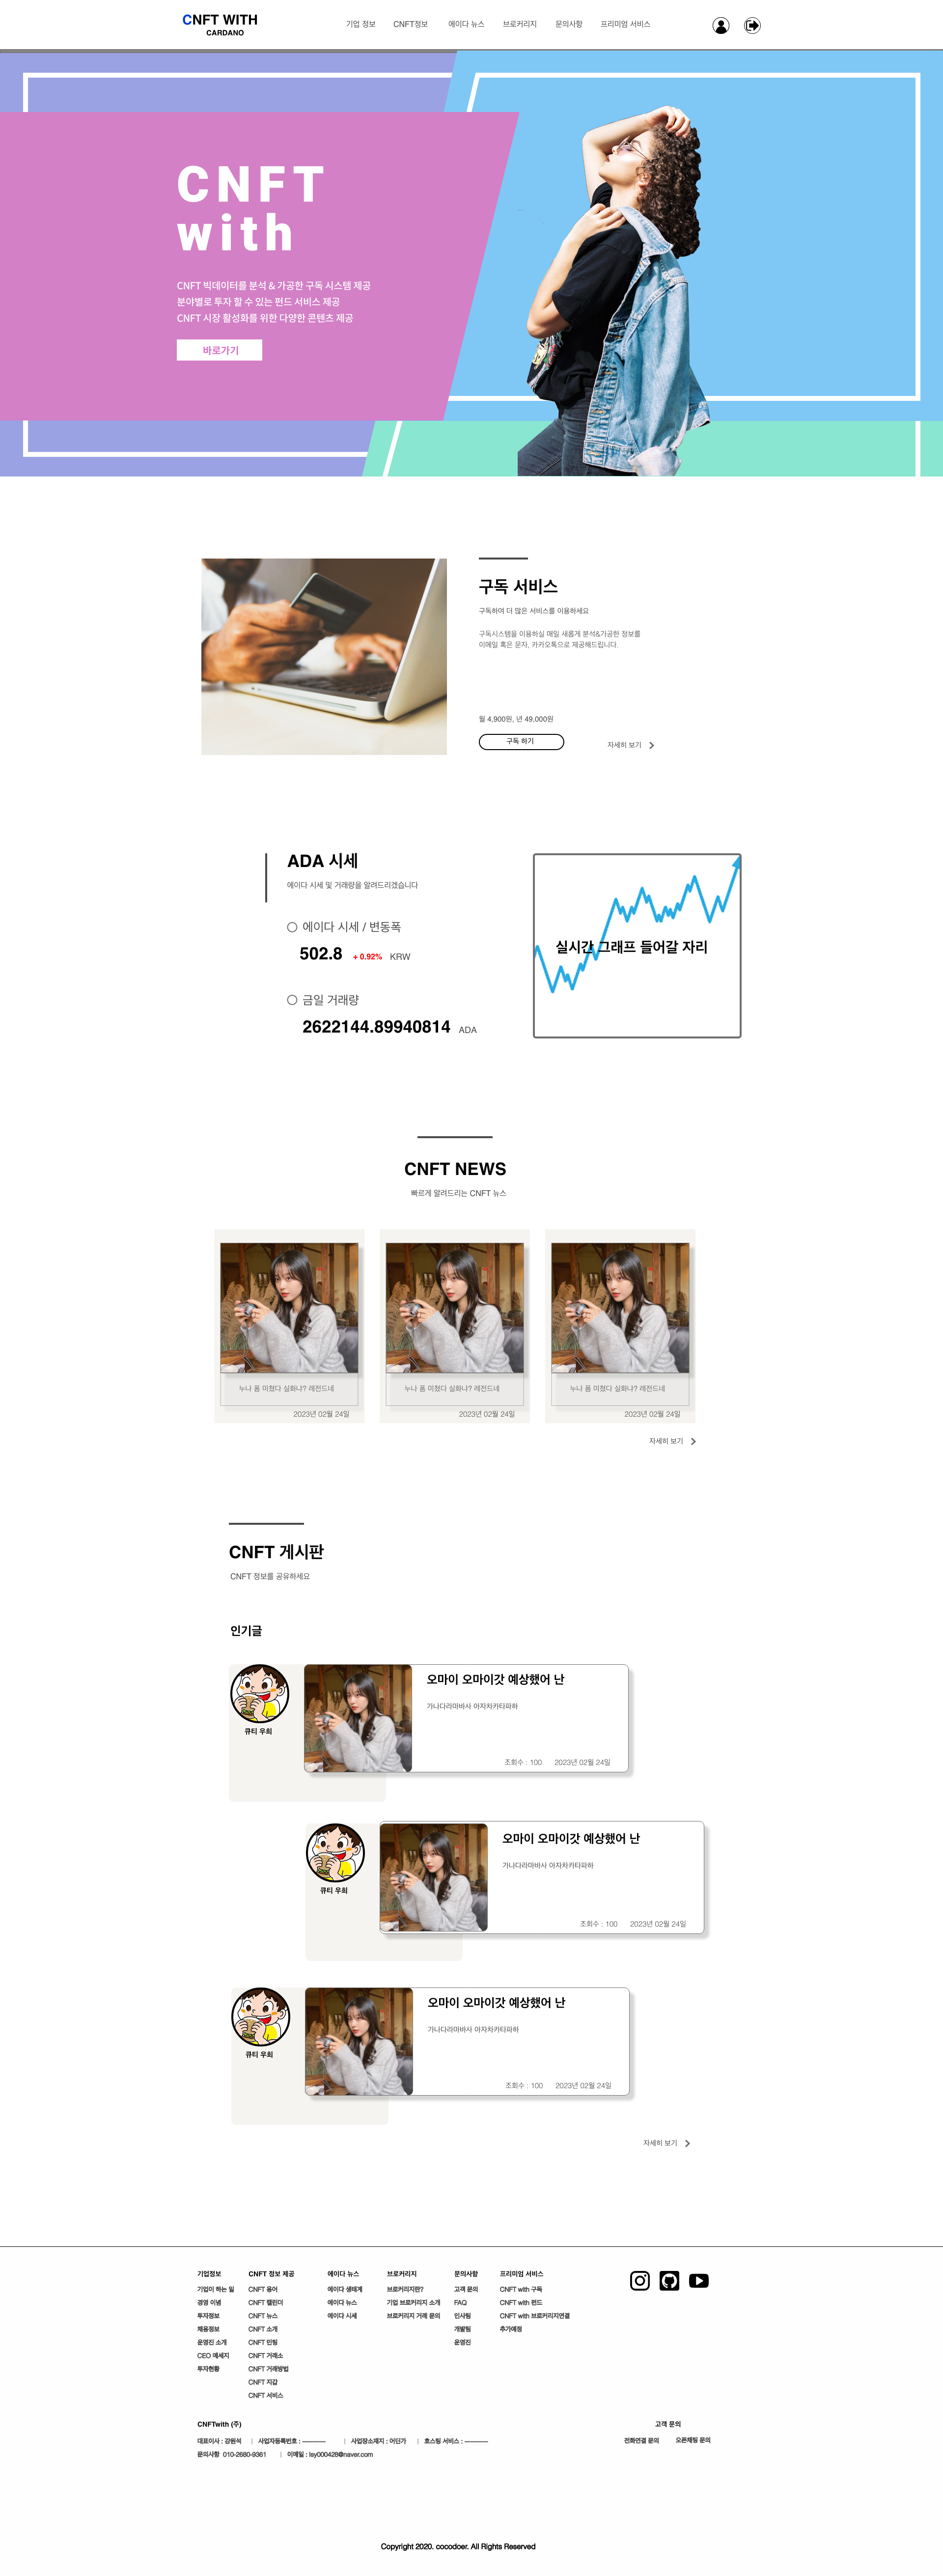 CNFT WITH
CARDANO
기업 정보 CNFT정보 에이다 뉴스 브로커리지 문의사항 프리미엄 서비스
CNFT
with
CNFT 빅데이터를 분석 & 가공한 구독 시스템 제공
분야별로 투자 할 수 있는 펀드 서비스 제공
CNFT 시장 활성화를 위한 다양한 콘텐츠 제공
바로가기
구독 서비스
구독하여 더 많은 서비스를 이용하세요
구독시스템을 이용하실 매일 새롭게 분석&가공한 정보를
이메일 혹은 문자, 카카오톡으로 제공해드립니다.
월 4,900원, 년 49,000원
구독 하기
자세히 보기
ADA 시세
에이다 시세 및 거래량을 알려드리겠습니다
에이다 시세 / 변동폭
502.8 + 0.92% KRW
금일 거래량
2622144.89940814 ADA
실시간 그래프 들어갈 자리
CNFT NEWS
빠르게 알려드리는 CNFT 뉴스
누나 폼 미쳤다 실화냐? 레전드네
2023년 02월 24일
누나 폼 미쳤다 실화냐? 레전드네
2023년 02월 24일
누나 폼 미쳤다 실화냐? 레전드네
2023년 02월 24일
자세히 보기
CNFT 게시판
CNFT 정보를 공유하세요
인기글
큐티 우희
오마이 오마이갓 예상했어 난
가나다라마바사 아자차카타파하
조회수 : 100 2023년 02월 24일
큐티 우희
오마이 오마이갓 예상했어 난
가나다라마바사 아자차카타파하
조회수 : 100 2023년 02월 24일
큐티 우희
오마이 오마이갓 예상했어 난
가나다라마바사 아자차카타파하
조회수 : 100 2023년 02월 24일
자세히 보기
기업정보
기업이 하는 일
경영 이념
투자정보
채용정보
운영진 소개
CEO 메세지
투자현황
CNFT 정보 제공
CNFT 용어
CNFT 캘린더
CNFT 뉴스
CNFT 소개
CNFT 민팅
CNFT 거래소
CNFT 거래방법
CNFT 지갑
CNFT 서비스
에이다 뉴스
에이다 생태계
에이다 뉴스
에이다 시세
브로커리지
브로커리지란?
기업 브로커리지 소개
브로커리지 거래 문의
문의사항
고객 문의
FAQ
인사팀
개발팀
운영진
프리미엄 서비스
CNFT with 구독
CNFT with 펀드
CNFT with 브로커리지연결
추가예정
CNFTwith (주)
대표이사 : 강원석 | 사업자등록번호 : ———— | 사업장소재지 : 어딘가 | 호스팅 서비스 : ————
문의사항 010-2680-9361 | 이메일 : lsy000428@naver.com
고객 문의
전화연결 문의 오픈채팅 문의
Copyright 2020. cocodoer. All Rights Reserved